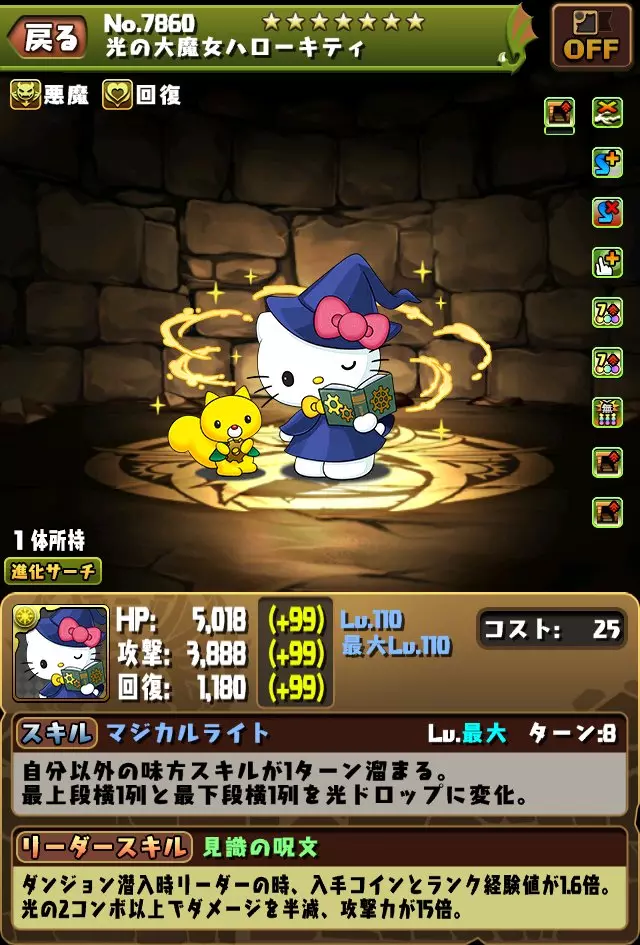 戻る
No.7860
光の大魔女ハローキティ
OFF
悪魔 回復
7
7
無
1体所持
進化サーチ
HP: 5,018 (+99) Lv.110
最大Lv.110
攻撃: 3,888 (+99)
回復: 1,180 (+99)
コスト: 25
スキル マジカルライト Lv.最大 ターン:8
自分以外の味方スキルが1ターン溜まる。
最上段横1列と最下段横1列を光ドロップに変化。
リーダースキル 見識の呪文
ダンジョン潜入時リーダーの時、入手コインとランク経験値が1.6倍。
光の2コンボ以上でダメージを半減、攻撃力が15倍。